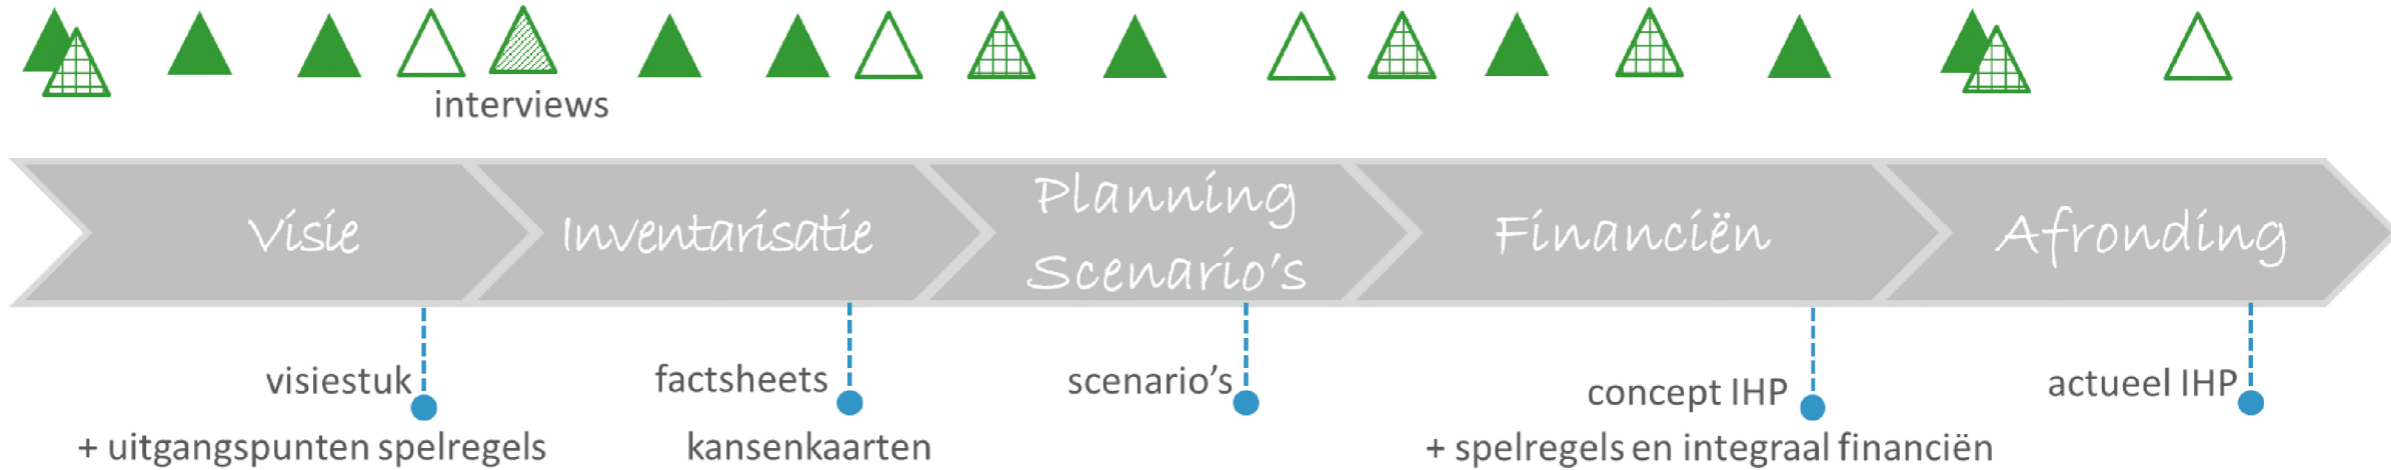 interviews
Visie
Inventarisatie
Planning
Scenario's
Financiën
Afronding
visiestuk
+ uitgangspunten spelregels
factsheets
kansenkaarten
scenario's
concept IHP
+ spelregels en integraal financiën
actueel IHP